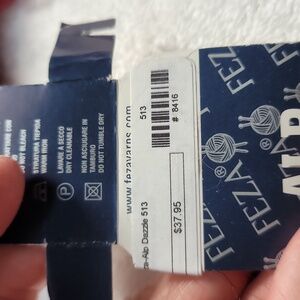 DO NOT BLEACH
STIRATURA TIEPIDA
WARM IRON
LAVARE A SECCO
DRY CLEANABLE
P
NON ASCIUGARE IN
TAMBURO
DO NOT TUMBLE DRY
www.fezayarns.com
513
# 8416
Alp Dazzle 513
$37.95
FEZA®
FEZA®
FEZA
ALP